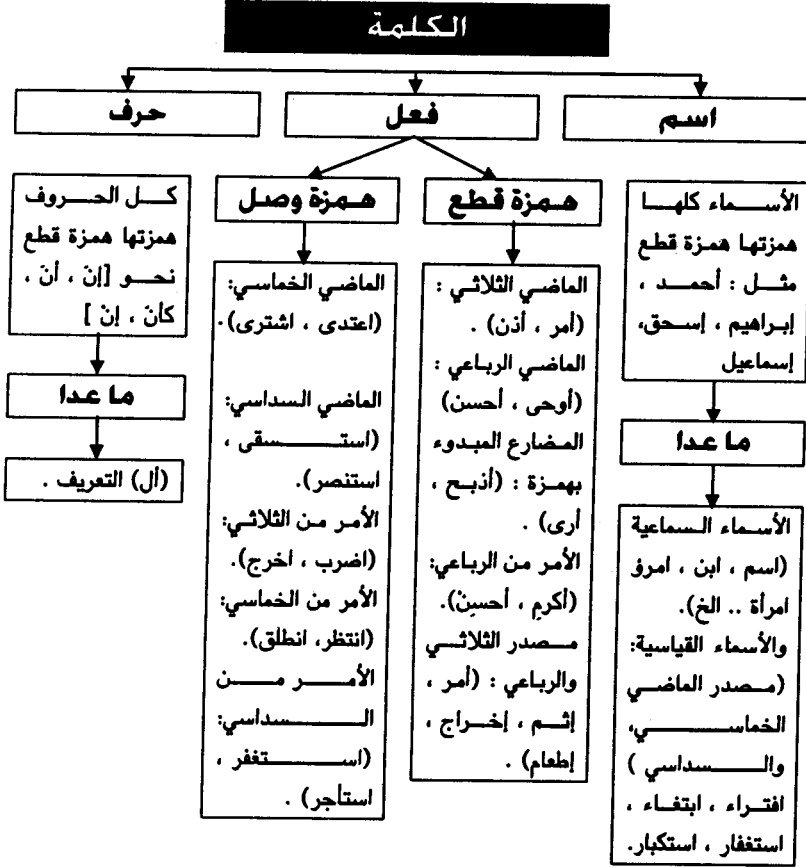 الكلمة
اسم
فعل
حرف
الأسماء كلها
همزتها همزة قطع
مثل : أحمد ،
إبراهيم ، إسحق،
إسماعيل
ما عدا
الأسماء السماعية
(اسم ، ابن ، امرؤ
امرأة .. الخ).
والأسماء القياسية:
(مصدر الماضي
الخماسي،
والسداسي )
افتراء ، ابتغاء ،
استغفار ، استكبار.
همزة قطع
الماضي الثلاثي :
(أمر ، أذن) .
الماضي الرباعي :
(أوحى ، أحسن)
المضارع المبدوء
بهمزة : (أذبح ،
أرى) .
الأمر من الرباعي:
(أكرمِ ، أحسِنْ).
مصدر الثلاثي
والرباعي : (أمر ،
إثم ، إخراج ،
إطعام) .
همزة وصل
الماضي الخماسي:
(اعتدى ، اشترى).
الماضي السداسي:
(استسقى ،
استنصر).
الأمر من الثلاثي:
(اضرب ، اخرج).
الأمر من الخماسي:
(انتظر، انطلق).
الأمر من
السداسي:
(استغفر ،
استأجر) .
كل الحروف
همزتها همزة قطع
نحو [إنّ ، أنّ ،
كأنّ ، إنْ ]
ما عدا
(أل) التعريف .